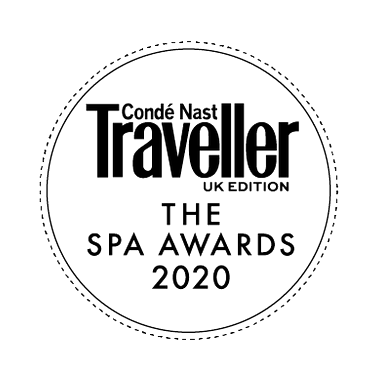 Condé Nast
Traveller
UK EDITION
THE
SPA AWARDS
2020